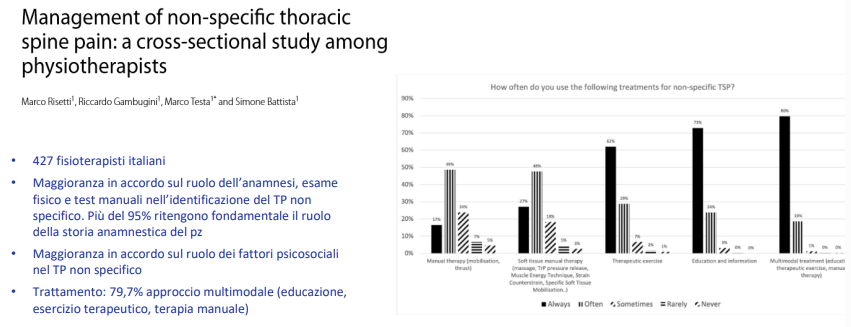 Management of non-specific thoracic
spine pain: a cross-sectional study among
physiotherapists
Marco Risetti1, Riccardo Gambugini1, Marco Testa1* and Simone Battista1
• 427 fisioterapisti italiani
• Maggioranza in accordo sul ruolo dell'anamnesi, esame
fisico e test manuali nell'identificazione del TP non
specifico. Più del 95% ritengono fondamentale il ruolo
della storia anamnestica del pz
• Maggioranza in accordo sul ruolo dei fattori psicosociali
nel TP non specifico
• Trattamento: 79,7% approccio multimodale (educazione,
esercizio terapeutico, terapia manuale)
How often do you use the following treatments for non-specific TSP?
90%
80%
70%
60%
50%
40%
30%
20%
10%
0%
17% 49% 24% 7% 5%
27% 48% 18% 5% 3%
62% 29% 7% 2% 1%
73% 24% 3% 0% 0%
80% 19% 1% 0% 0%
Manual therapy (mobilisation,
thrust)
Soft tissue manual therapy
(massage, TrP pressure release,
Muscle Energy Technique, Strain
Counterstrain, Specific Soft Tissue
Mobilisation..)
Therapeutic exercise
Education and information
Multimodal treatment (educati
therapeutic exercise, manua
therapy)
Always Often Sometimes Rarely Never